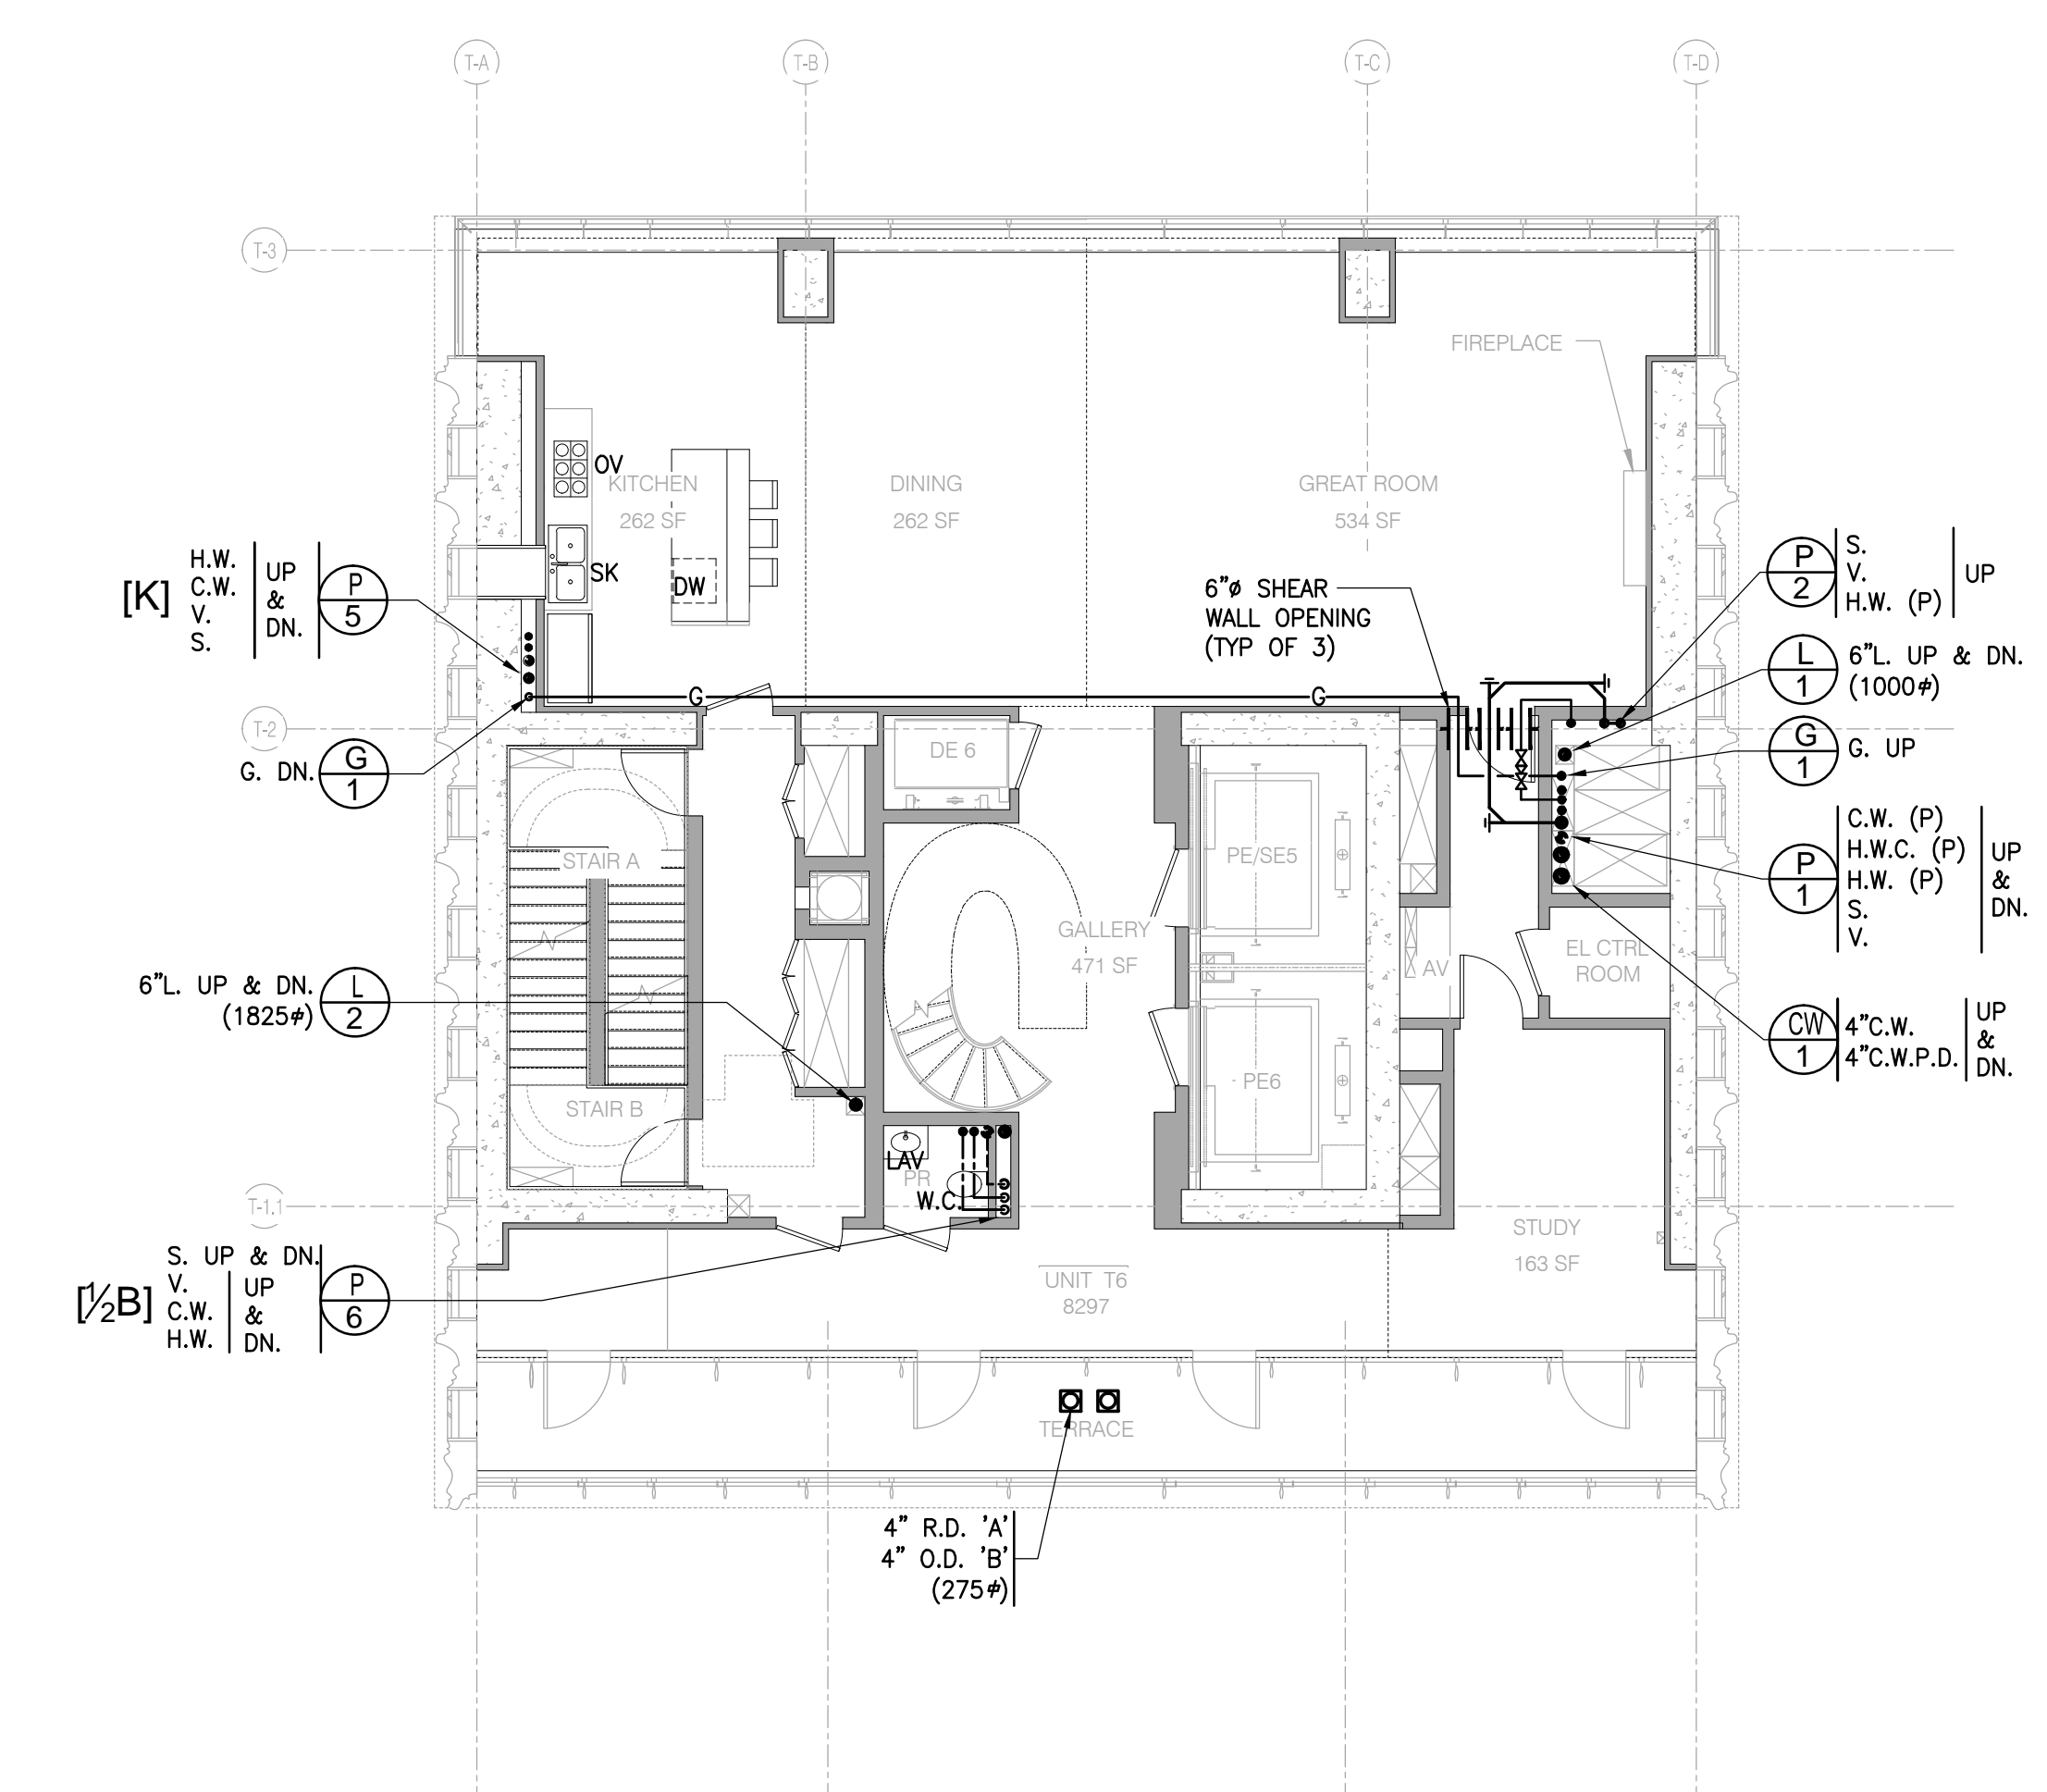 T-A
T-B
T-C
T-D
T-3
FIREPLACE
OV
KITCHEN
262 SF
DINING
262 SF
GREAT ROOM
534 SF
[K]
H.W.
C.W.
V.
S.
UP
&
DN.
P
5
SK
DW
6"ø SHEAR
WALL OPENING
(TYP OF 3)
P
2
S.
V.
H.W. (P)
UP
L
1
6"L. UP & DN.
(1000#)
G
G
T-2
G. DN.
G
1
DE 6
G
1
G. UP
STAIR A
PE/SE5
P
1
C.W. (P)
H.W.C. (P)
H.W. (P)
S.
V.
UP
&
DN.
GALLERY
471 SF
AV
EL CTRL
ROOM
6"L. UP & DN.
(1825#)
L
2
CW
1
4"C.W.
4"C.W.P.D.
UP
&
DN.
PE6
STAIR B
LAV
PR
W.C.
T-1.1
STUDY
163 SF
[½B]
S. UP & DN.
V.
C.W.
H.W.
UP
&
DN.
P
6
UNIT T6
8297
TERRACE
4" R.D. 'A'
4" O.D. 'B'
(275#)